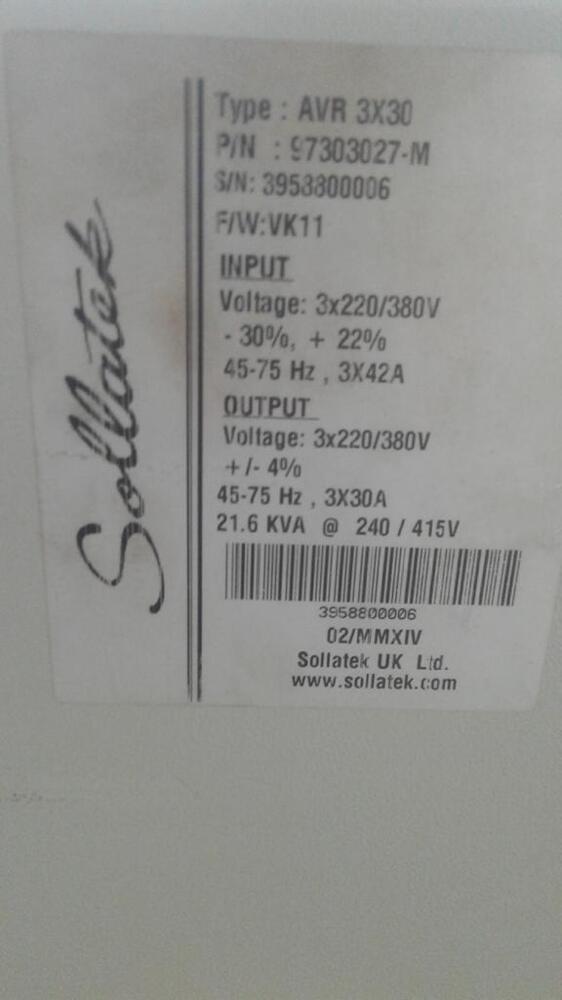 Sollatek
Type : AVR 3X30
P/N : 97303027-M
S/N: 3958800006
F/W:VK11
INPUT
Voltage: 3x220/380V
- 30%, + 22%
45-75 Hz , 3X42A
OUTPUT
Voltage: 3x220/380V
+/- 4%
45-75 Hz , 3X30A
21.6 KVA @ 240 / 415V
3958800006
02/MMXIV
Sollatek UK Ltd.
www.sollatek.com